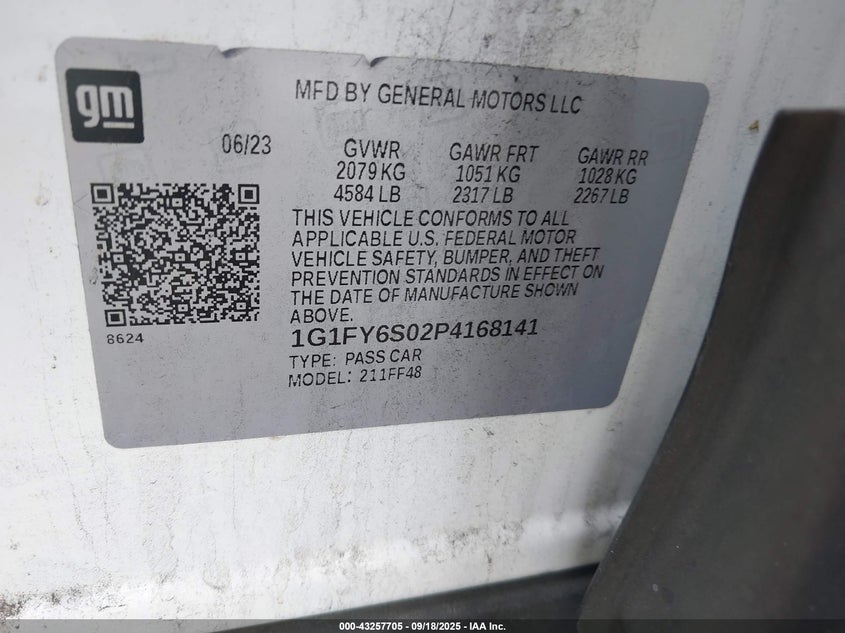 gm
MFD BY GENERAL MOTORS LLC
06/23 GVWR GAWR FRT GAWR RR
2079 KG 1051 KG 1028 KG
4584 LB 2317 LB 2267 LB
THIS VEHICLE CONFORMS TO ALL
APPLICABLE U.S. FEDERAL MOTOR
VEHICLE SAFETY, BUMPER, AND THEFT
PREVENTION STANDARDS IN EFFECT ON
THE DATE OF MANUFACTURE SHOWN
ABOVE.
8624
1G1FY6S02P4168141
TYPE: PASS CAR
MODEL: 211FF48
000-43257705 - 09/18/2025 - IAA Inc.